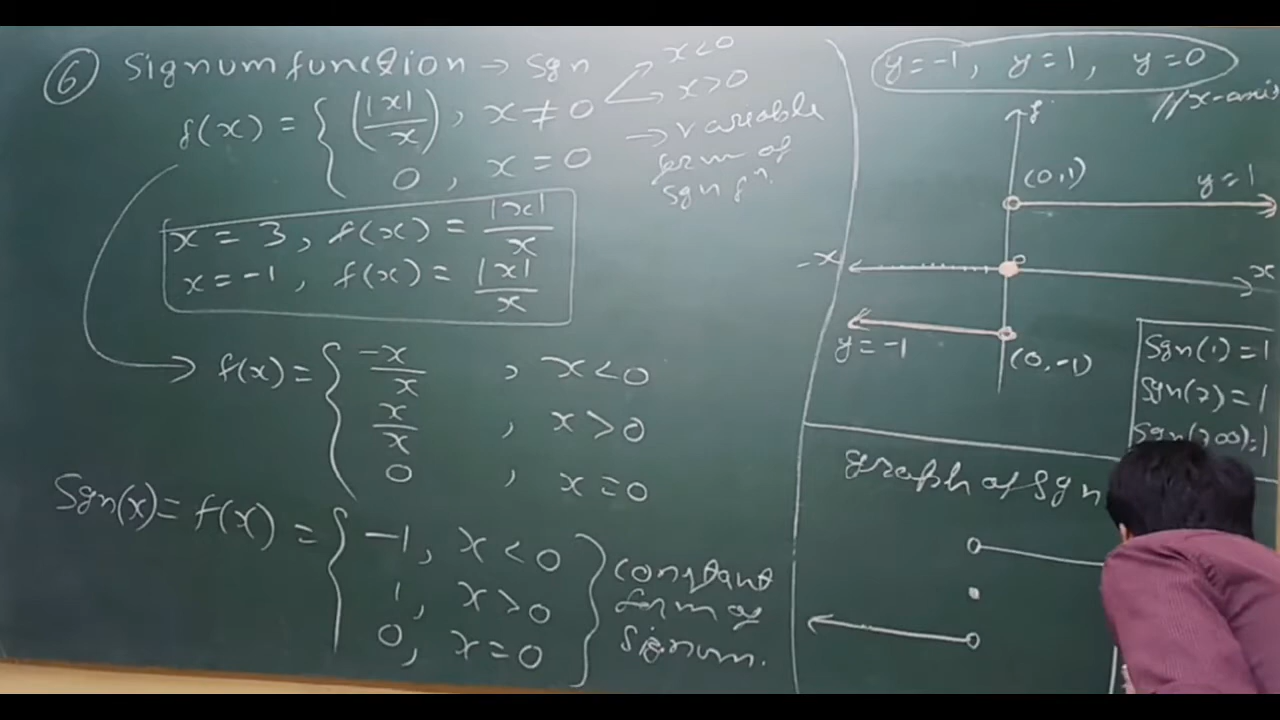 ⑥ Signum function → Sgn
x<0
x>0
f(x) = { |x|/x , x ≠ 0
0 , x = 0
→ variable
form of
sgn fⁿ.
x = 3 , f(x) = |x|/x
x = -1 , f(x) = |x|/x
f(x) = { -x/x , x < 0
x/x , x > 0
0 , x = 0
Sgn(x) = f(x) = { -1 , x < 0
1 , x > 0
0 , x = 0
constant
form of
signum.
y = -1 , y = 1 , y = 0
// x-axis
(0,1)
y = 1
-x
x
y = -1
(0,-1)
Sgn(1) = 1
Sgn(2) = 1
graph of Sgn